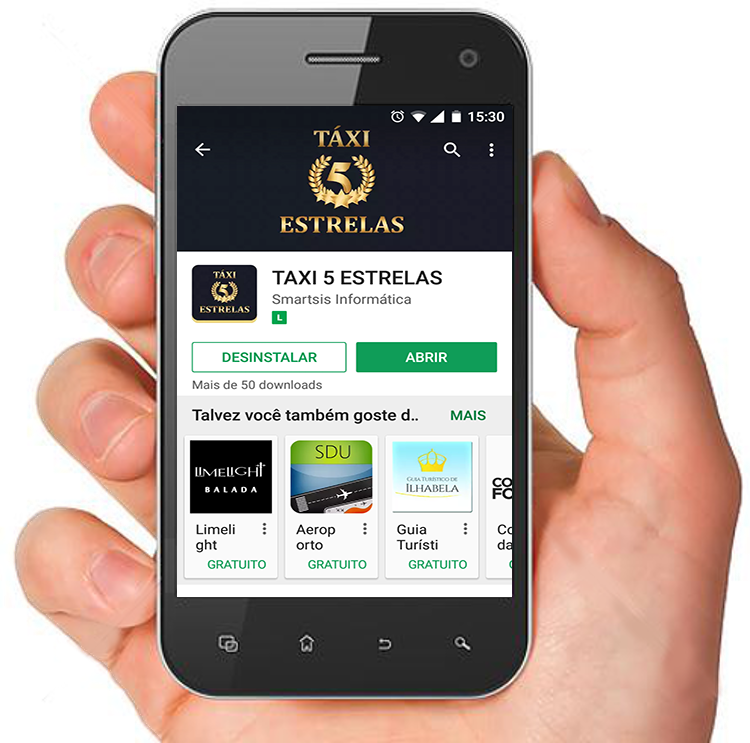 15:30
TÁXI
5
ESTRELAS
TÁXI
5
ESTRELAS
TAXI 5 ESTRELAS
Smartsis Informática
L
DESINSTALAR
ABRIR
Mais de 50 downloads
Talvez você também goste d..
MAIS
LIMELIGHT
BALADA
SDU
GUIA TURÍSTICO DE
ILHABELA
CO
FO
Limeli
ght
GRATUITO
Aerop
orto
GRATUITO
Guia
Turísti
GRATUITO
Co
da